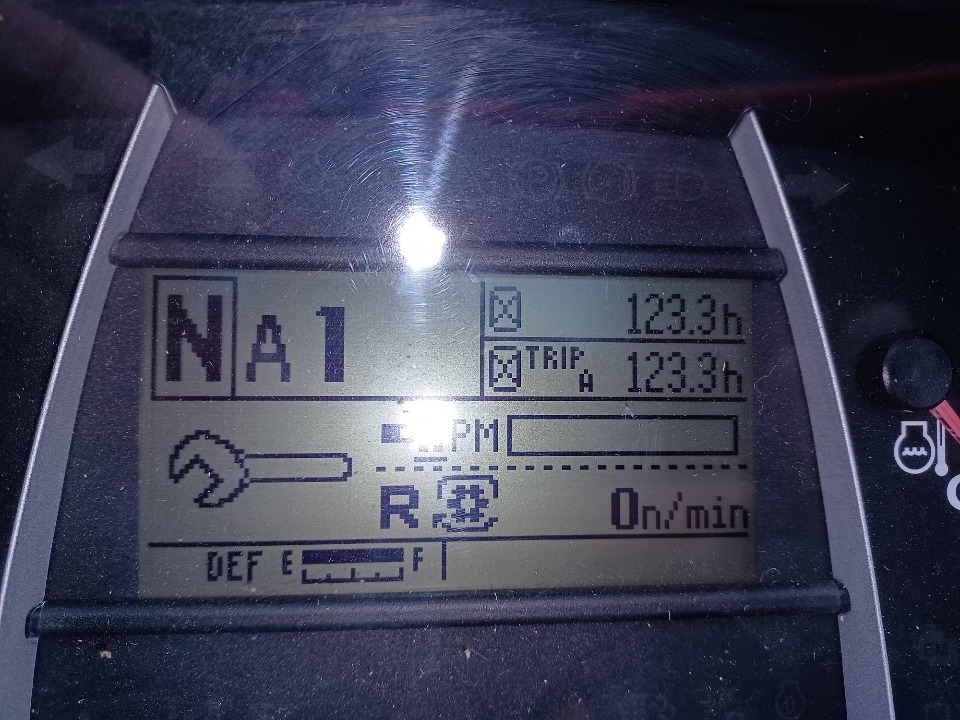 N A1
123.3h
TRIP A 123.3h
PM
R 0n/min
DEF E F